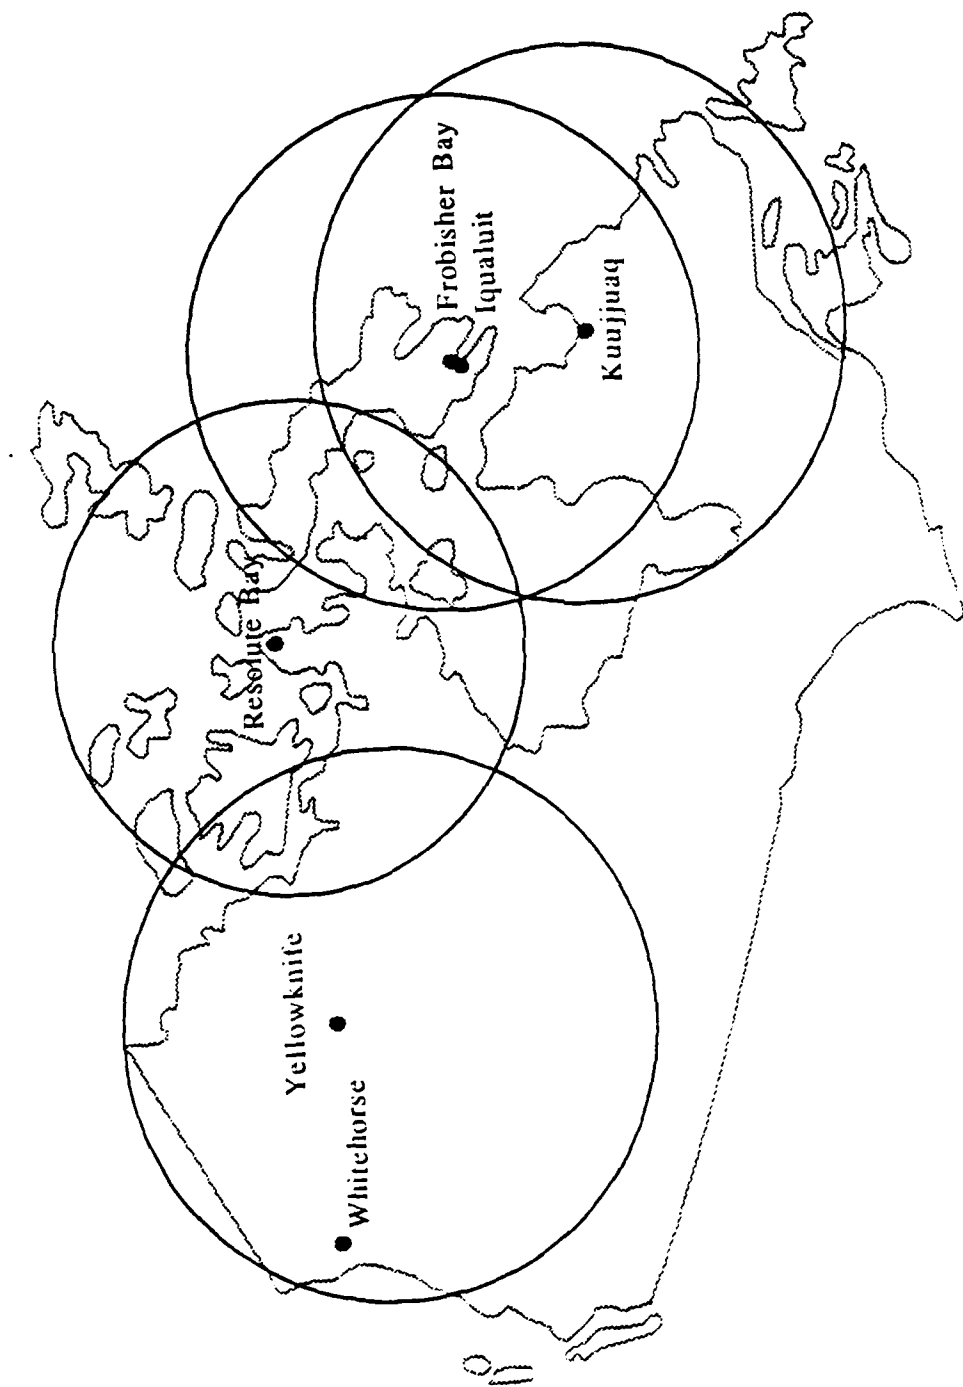 Resolute Bay
Frobisher Bay
Iqualuit
Yellowknife
Whitehorse
Kuujjuaq